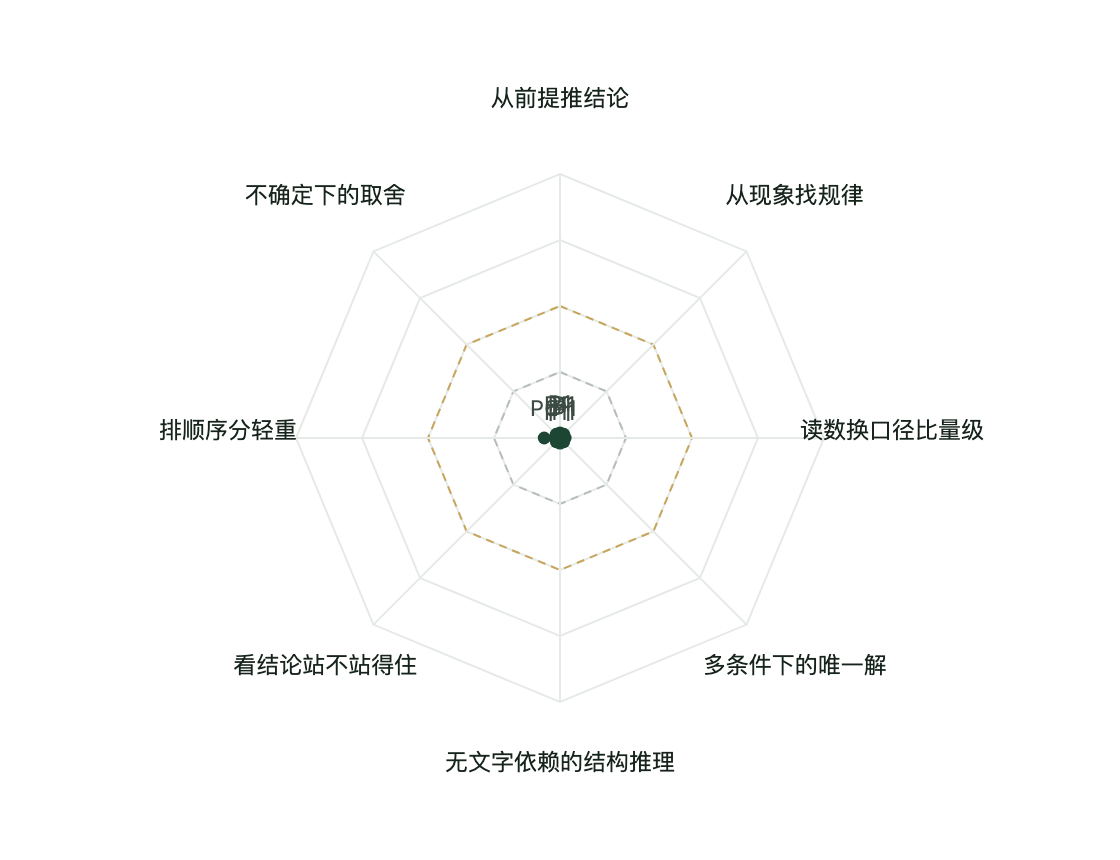 从前提推结论
不确定下的取舍
从现象找规律
排顺序分轻重
读数换口径比量级
看结论站不站得住
多条件下的唯一解
无文字依赖的结构推理